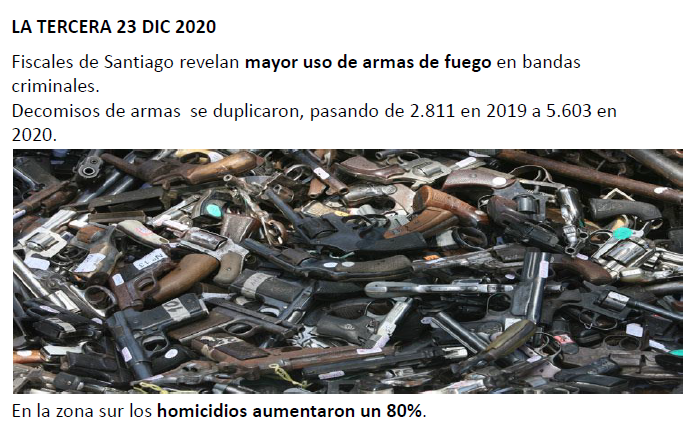 LA TERCERA 23 DIC 2020
Fiscales de Santiago revelan mayor uso de armas de fuego en bandas
criminales.
Decomisos de armas se duplicaron, pasando de 2.811 en 2019 a 5.603 en
2020.
En la zona sur los homicidios aumentaron un 80%.